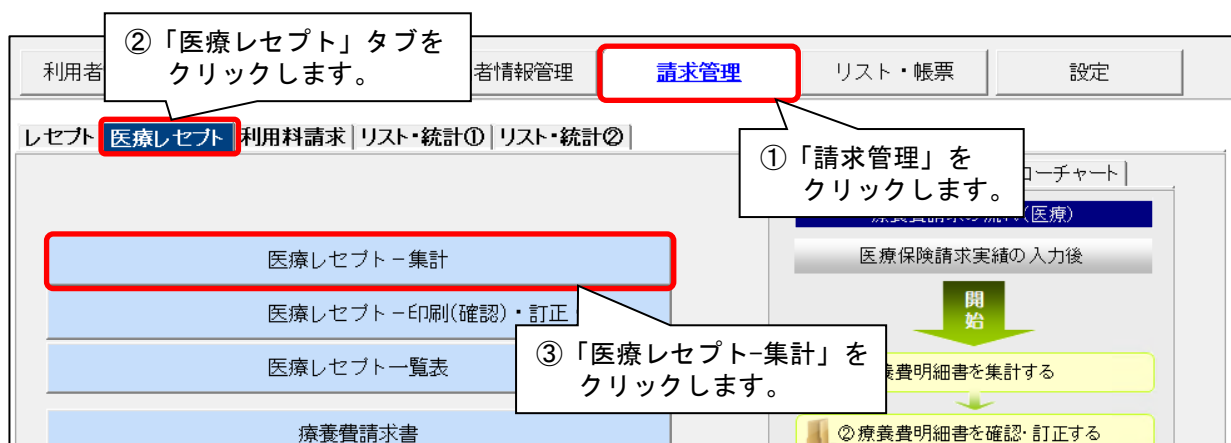 ②「医療レセプト」タブを
クリックします。
利用者
者情報管理
請求管理
リスト・帳票
設定
レセプト
医療レセプト
利用料請求
リスト・統計①
リスト・統計②
①「請求管理」を
クリックします。
ローチャート
(医療)
医療レセプト－集計
医療保険請求実績の入力後
医療レセプト－印刷(確認)・訂正
開
始
医療レセプト一覧表
③「医療レセプト-集計」を
クリックします。
費明細書を集計する
療養費請求書
②療養費明細書を確認・訂正する